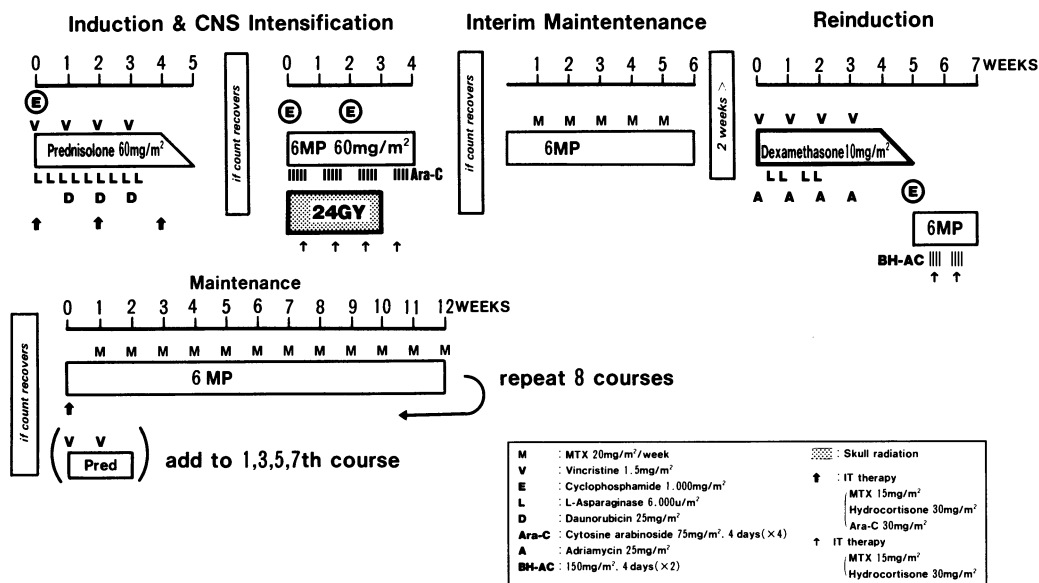 Induction & CNS Intensification
Interim Maintentenance
Reinduction
0 1 2 3 4 5
0 1 2 3 4
1 2 3 4 5 6
0 1 2 3 4 5 6 7 WEEKS
E
V V V V
Prednisolone 60mg/m²
L L L L L L L L L
D D D
if count recovers
E E
6MP 60mg/m²
Ara-C
24GY
if count recovers
M M M M M
6MP
2 weeks >
V V V V
Dexamethasone 10mg/m²
L L L L
A A A A
E
6MP
BH-AC
Maintenance
0 1 2 3 4 5 6 7 8 9 10 11 12 WEEKS
if count recovers
M M M M M M M M M M M M
6 MP
repeat 8 courses
V V
Pred
add to 1,3,5,7th course
M : MTX 20mg/m²/week
V : Vincristine 1.5mg/m²
E : Cyclophosphamide 1.000mg/m²
L : L-Asparaginase 6.000u/m²
D : Daunorubicin 25mg/m²
Ara-C : Cytosine arabinoside 75mg/m². 4 days(×4)
A : Adriamycin 25mg/m²
BH-AC : 150mg/m². 4 days(×2)
: Skull radiation
⬆ : IT therapy
MTX 15mg/m²
Hydrocortisone 30mg/m²
Ara-C 30mg/m²
↑ IT therapy
MTX 15mg/m²
Hydrocortisone 30mg/m²